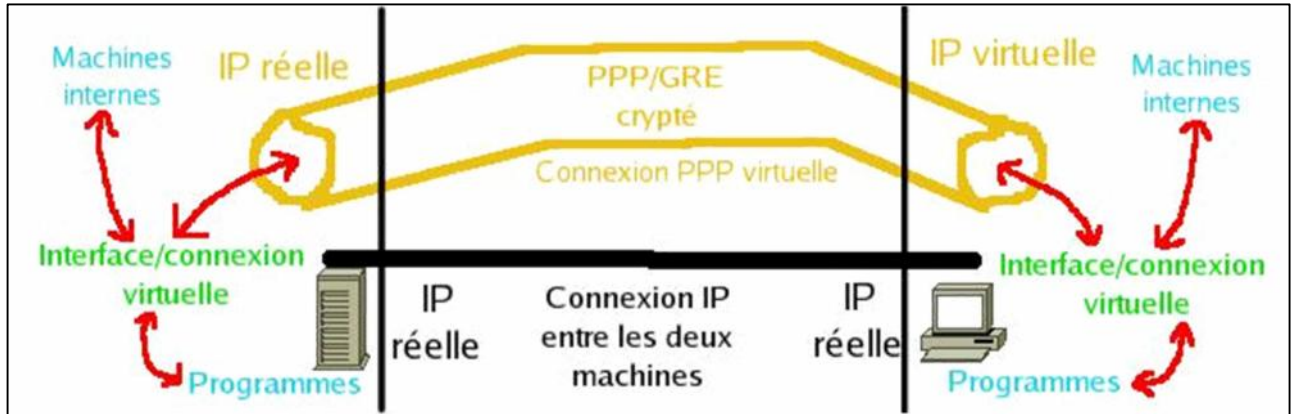 Machines
internes
IP réelle
PPP/GRE
crypté
Connexion PPP virtuelle
IP virtuelle
Machines
internes
Interface/connexion
virtuelle
Programmes
IP
réelle
Connexion IP
entre les deux
machines
IP
réelle
Interface/connexion
virtuelle
Programmes